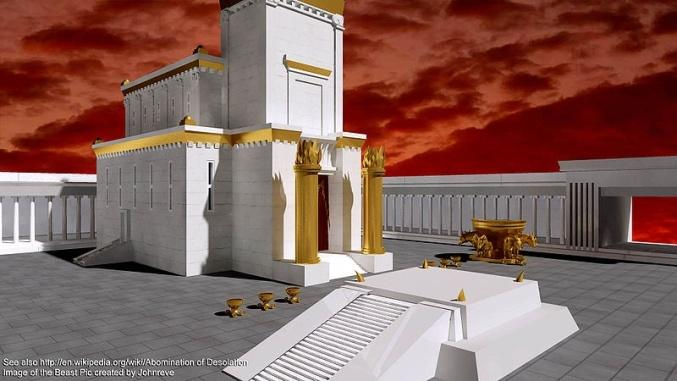 See also http://en.wikipedia.org/wiki/Abomination of Desolation
Image of the Beast Pic created by Johnreve